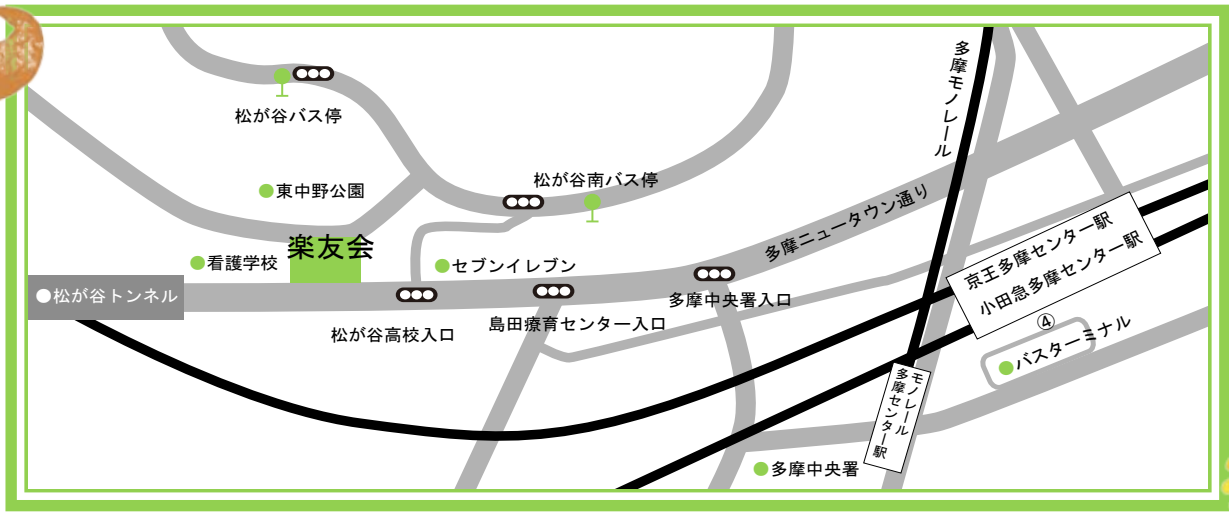 多摩モノレール
松が谷バス停
松が谷南バス停
東中野公園
多摩ニュータウン通り
楽友会
看護学校
セブンイレブン
京王多摩センター駅
小田急多摩センター駅
松が谷トンネル
多摩中央署入口
島田療育センター入口
松が谷高校入口
④
バスターミナル
モノレール
多摩センター駅
多摩中央署